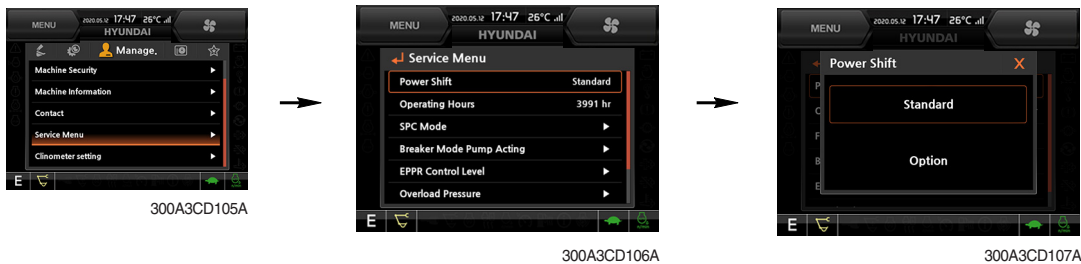 MENU
2020.05.12 17:47 26°C
HYUNDAI
Manage.
Machine Security
Machine Information
Contact
Service Menu
Clinometer setting
E
300A3CD105A
MENU
2020.05.12 17:47 26°C
HYUNDAI
Service Menu
Power Shift Standard
Operating Hours 3991 hr
SPC Mode
Breaker Mode Pump Acting
EPPR Control Level
Overload Pressure
E
300A3CD106A
MENU
2020.05.12 17:47 26°C
HYUNDAI
Power Shift X
Standard
Option
E
300A3CD107A